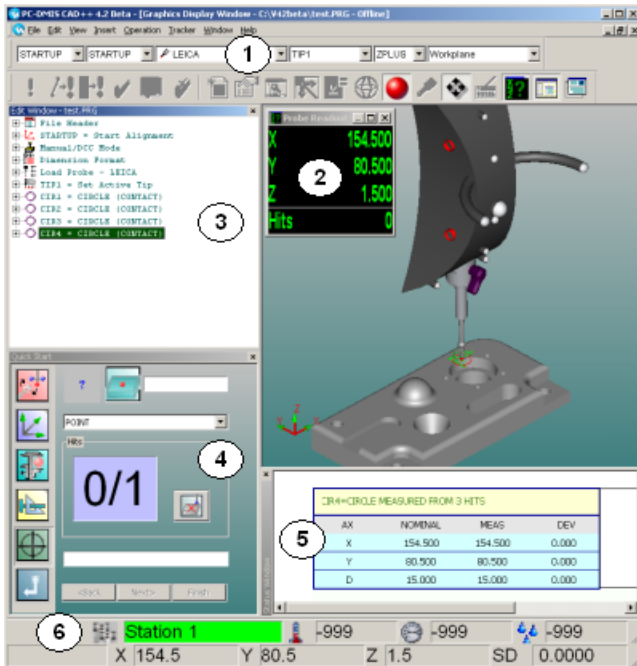 PC-DMIS CAD++ 4.2 Beta - [Graphics Display Window - C:\V42beta\test.PRG - Offline]
File Edit View Insert Operation Tracker Window Help
STARTUP STARTUP LEICA 1 TIP1 ZPLUS Workplane
Edit Window - test.PRG
File Header
STARTUP = Start Alignment
Manual/DCC Mode
Dimension Format
Load Probe - LEICA
TIP1 = Set Active Tip
CIR1 = CIRCLE (CONTACT)
CIR2 = CIRCLE (CONTACT)
CIR3 = CIRCLE (CONTACT)
CIR4 = CIRCLE (CONTACT)
3
Probe Readout
X 154.500
Y 80.500
Z 1.500
Hits 0
2
Z
Y X
Quick Start
?
POINT
Hits
0/1
4
<Back Next> Finish
CIR4=CIRCLE MEASURED FROM 3 HITS
AX NOMINAL MEAS DEV
X 154.500 154.500 0.000
Y 80.500 80.500 0.000
D 15.000 15.000 0.000
5
Status Window
6 Station 1 -999 -999 -999
X 154.5 Y 80.5 Z 1.5 SD 0.0000